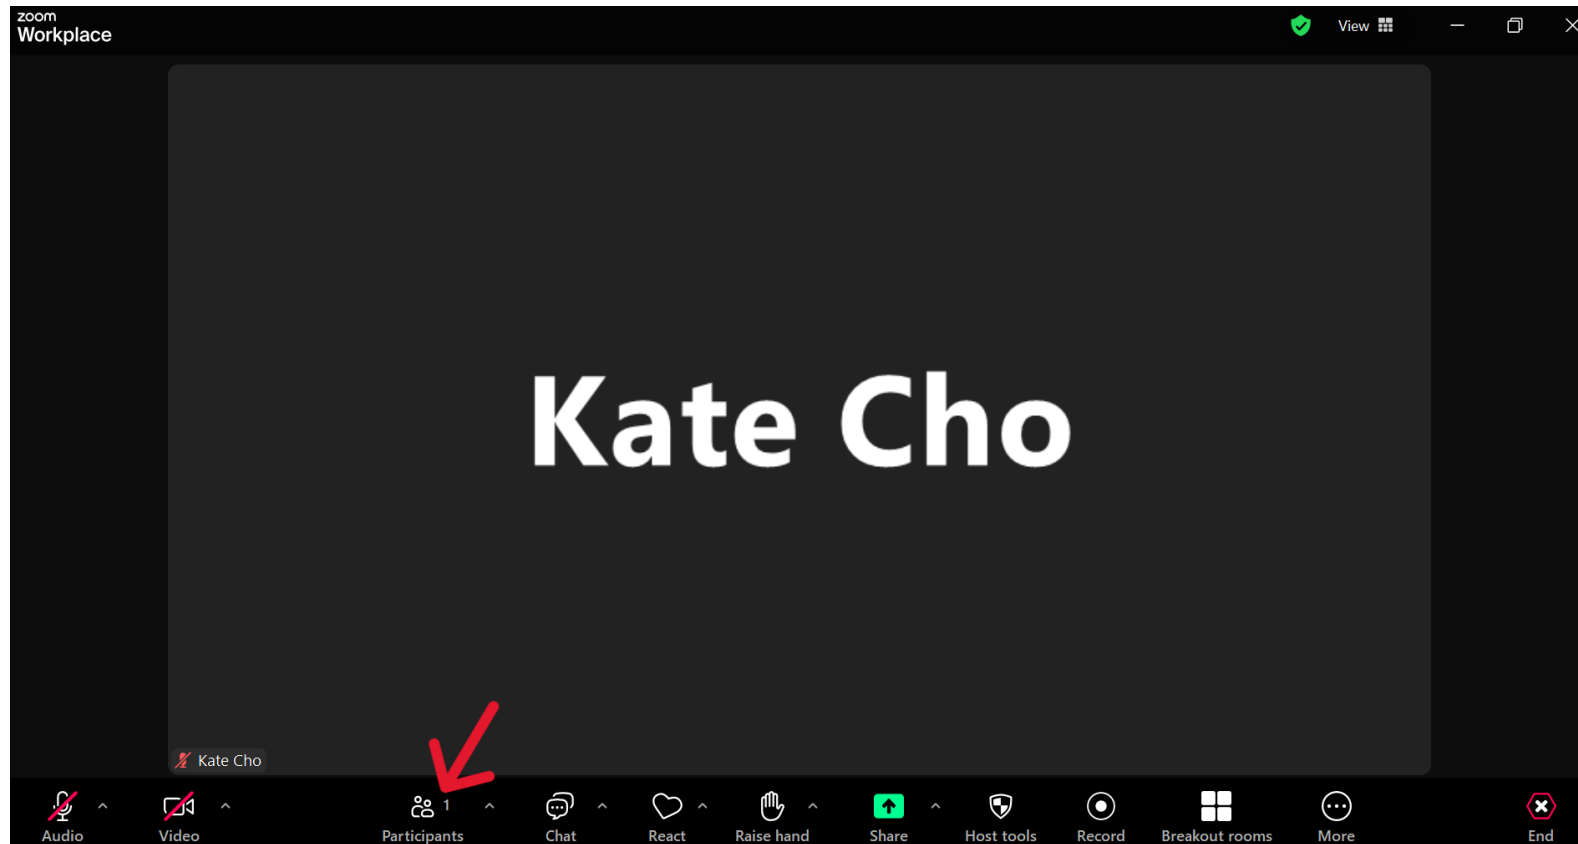 zoom
Workplace
View
Kate Cho
Kate Cho
1
Audio
Video
Participants
Chat
React
Raise hand
Share
Host tools
Record
Breakout rooms
More
End